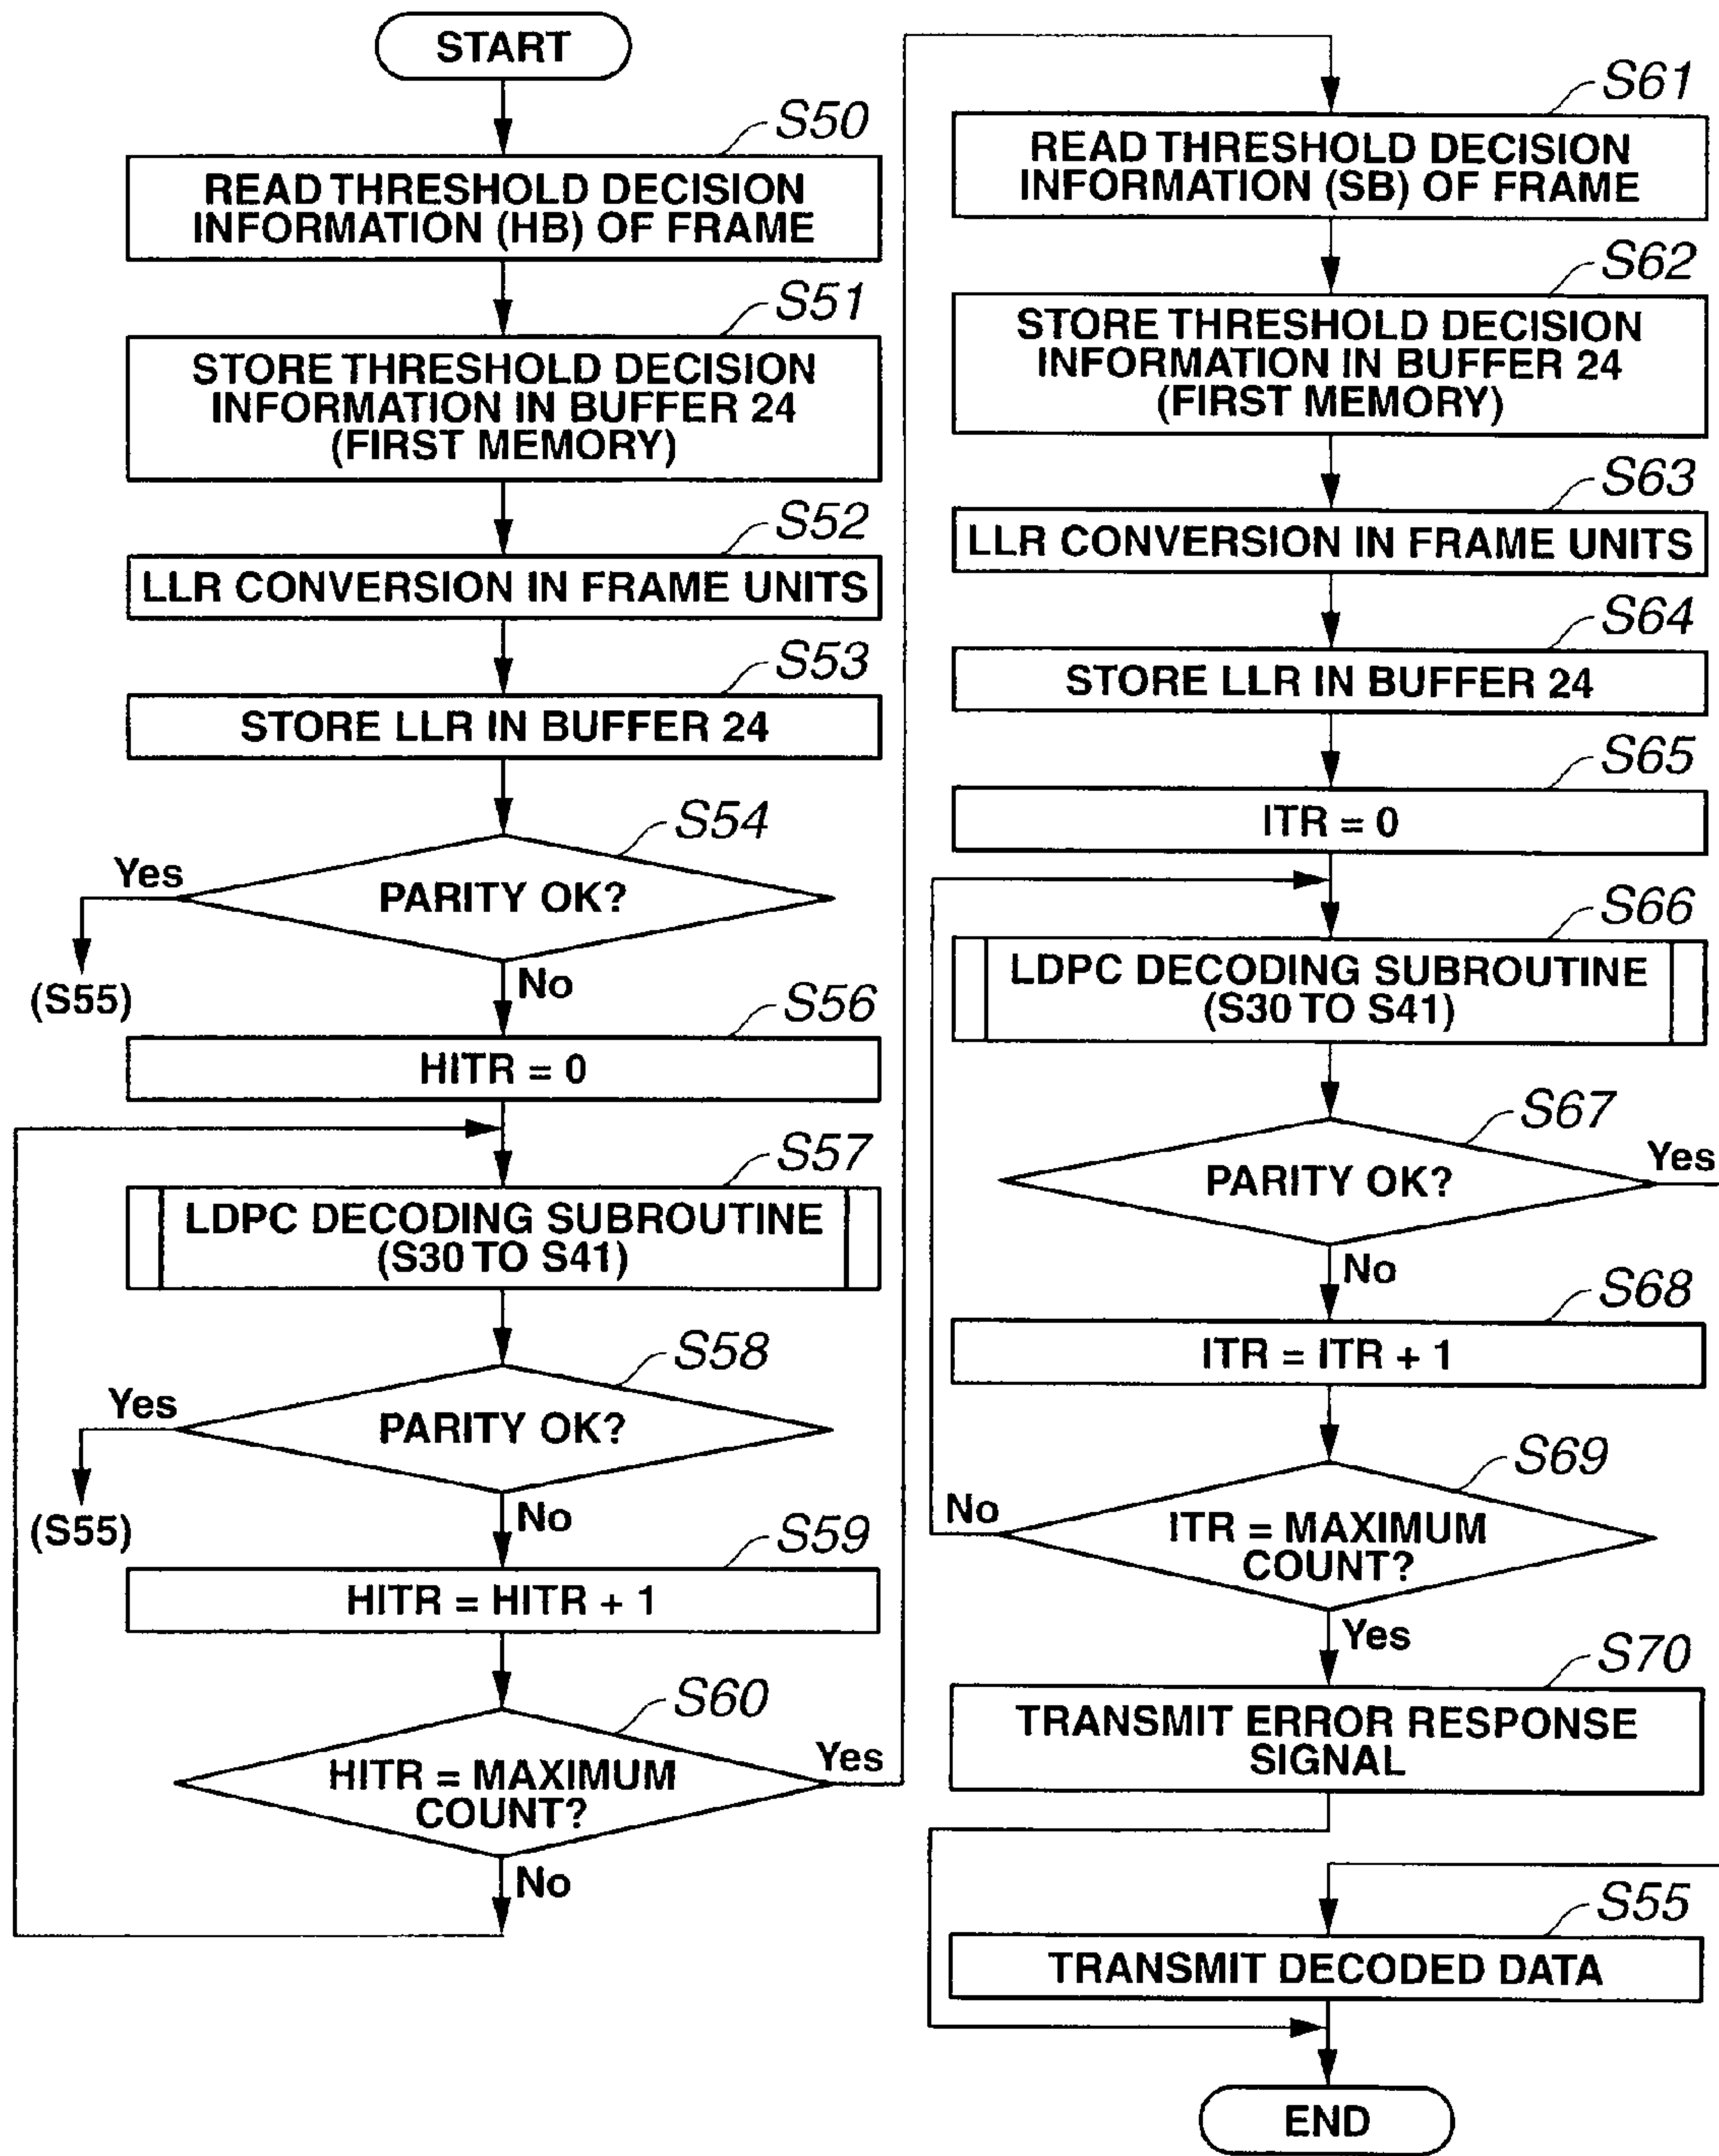 START
S50
READ THRESHOLD DECISION
INFORMATION (HB) OF FRAME
S51
STORE THRESHOLD DECISION
INFORMATION IN BUFFER 24
(FIRST MEMORY)
S52
LLR CONVERSION IN FRAME UNITS
S53
STORE LLR IN BUFFER 24
S54
Yes
PARITY OK?
(S55)
No
S56
HITR = 0
S57
LDPC DECODING SUBROUTINE
(S30 TO S41)
S58
Yes
PARITY OK?
(S55)
No
S59
HITR = HITR + 1
S60
HITR = MAXIMUM
COUNT?
Yes
No
S61
READ THRESHOLD DECISION
INFORMATION (SB) OF FRAME
S62
STORE THRESHOLD DECISION
INFORMATION IN BUFFER 24
(FIRST MEMORY)
S63
LLR CONVERSION IN FRAME UNITS
S64
STORE LLR IN BUFFER 24
S65
ITR = 0
S66
LDPC DECODING SUBROUTINE
(S30 TO S41)
S67
PARITY OK?
Yes
No
S68
ITR = ITR + 1
S69
No
ITR = MAXIMUM
COUNT?
Yes
S70
TRANSMIT ERROR RESPONSE
SIGNAL
S55
TRANSMIT DECODED DATA
END